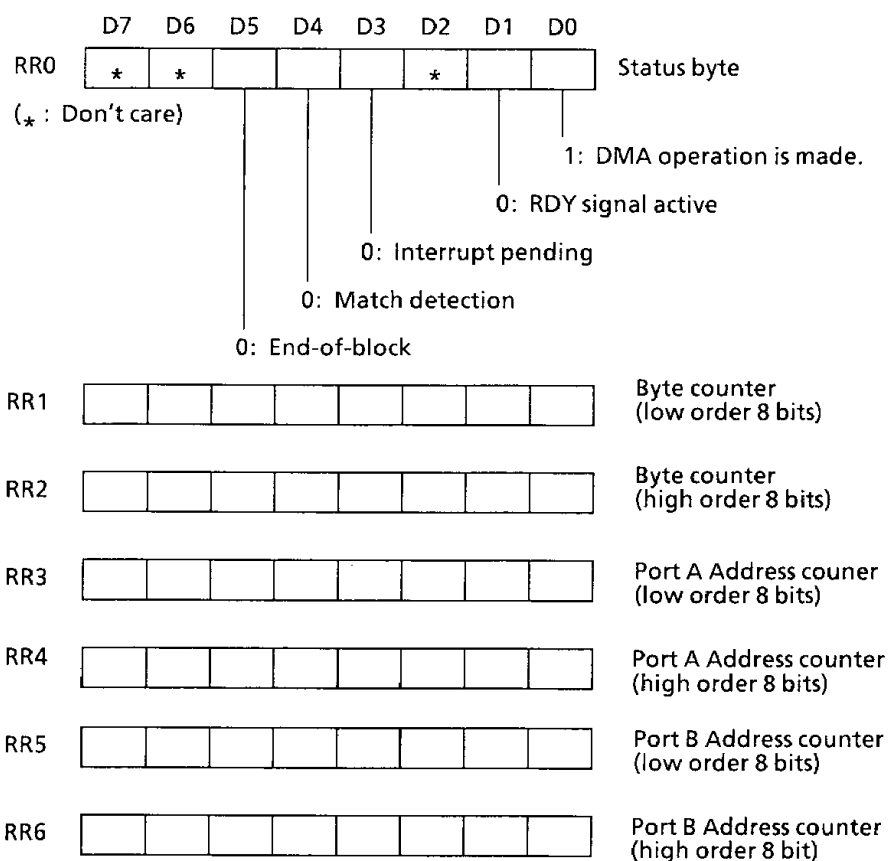 D7 D6 D5 D4 D3 D2 D1 D0
RR0 * * * Status byte
(* : Don't care)
1: DMA operation is made.
0: RDY signal active
0: Interrupt pending
0: Match detection
0: End-of-block
RR1 Byte counter
(low order 8 bits)
RR2 Byte counter
(high order 8 bits)
RR3 Port A Address couner
(low order 8 bits)
RR4 Port A Address counter
(high order 8 bits)
RR5 Port B Address counter
(low order 8 bits)
RR6 Port B Address counter
(high order 8 bit)